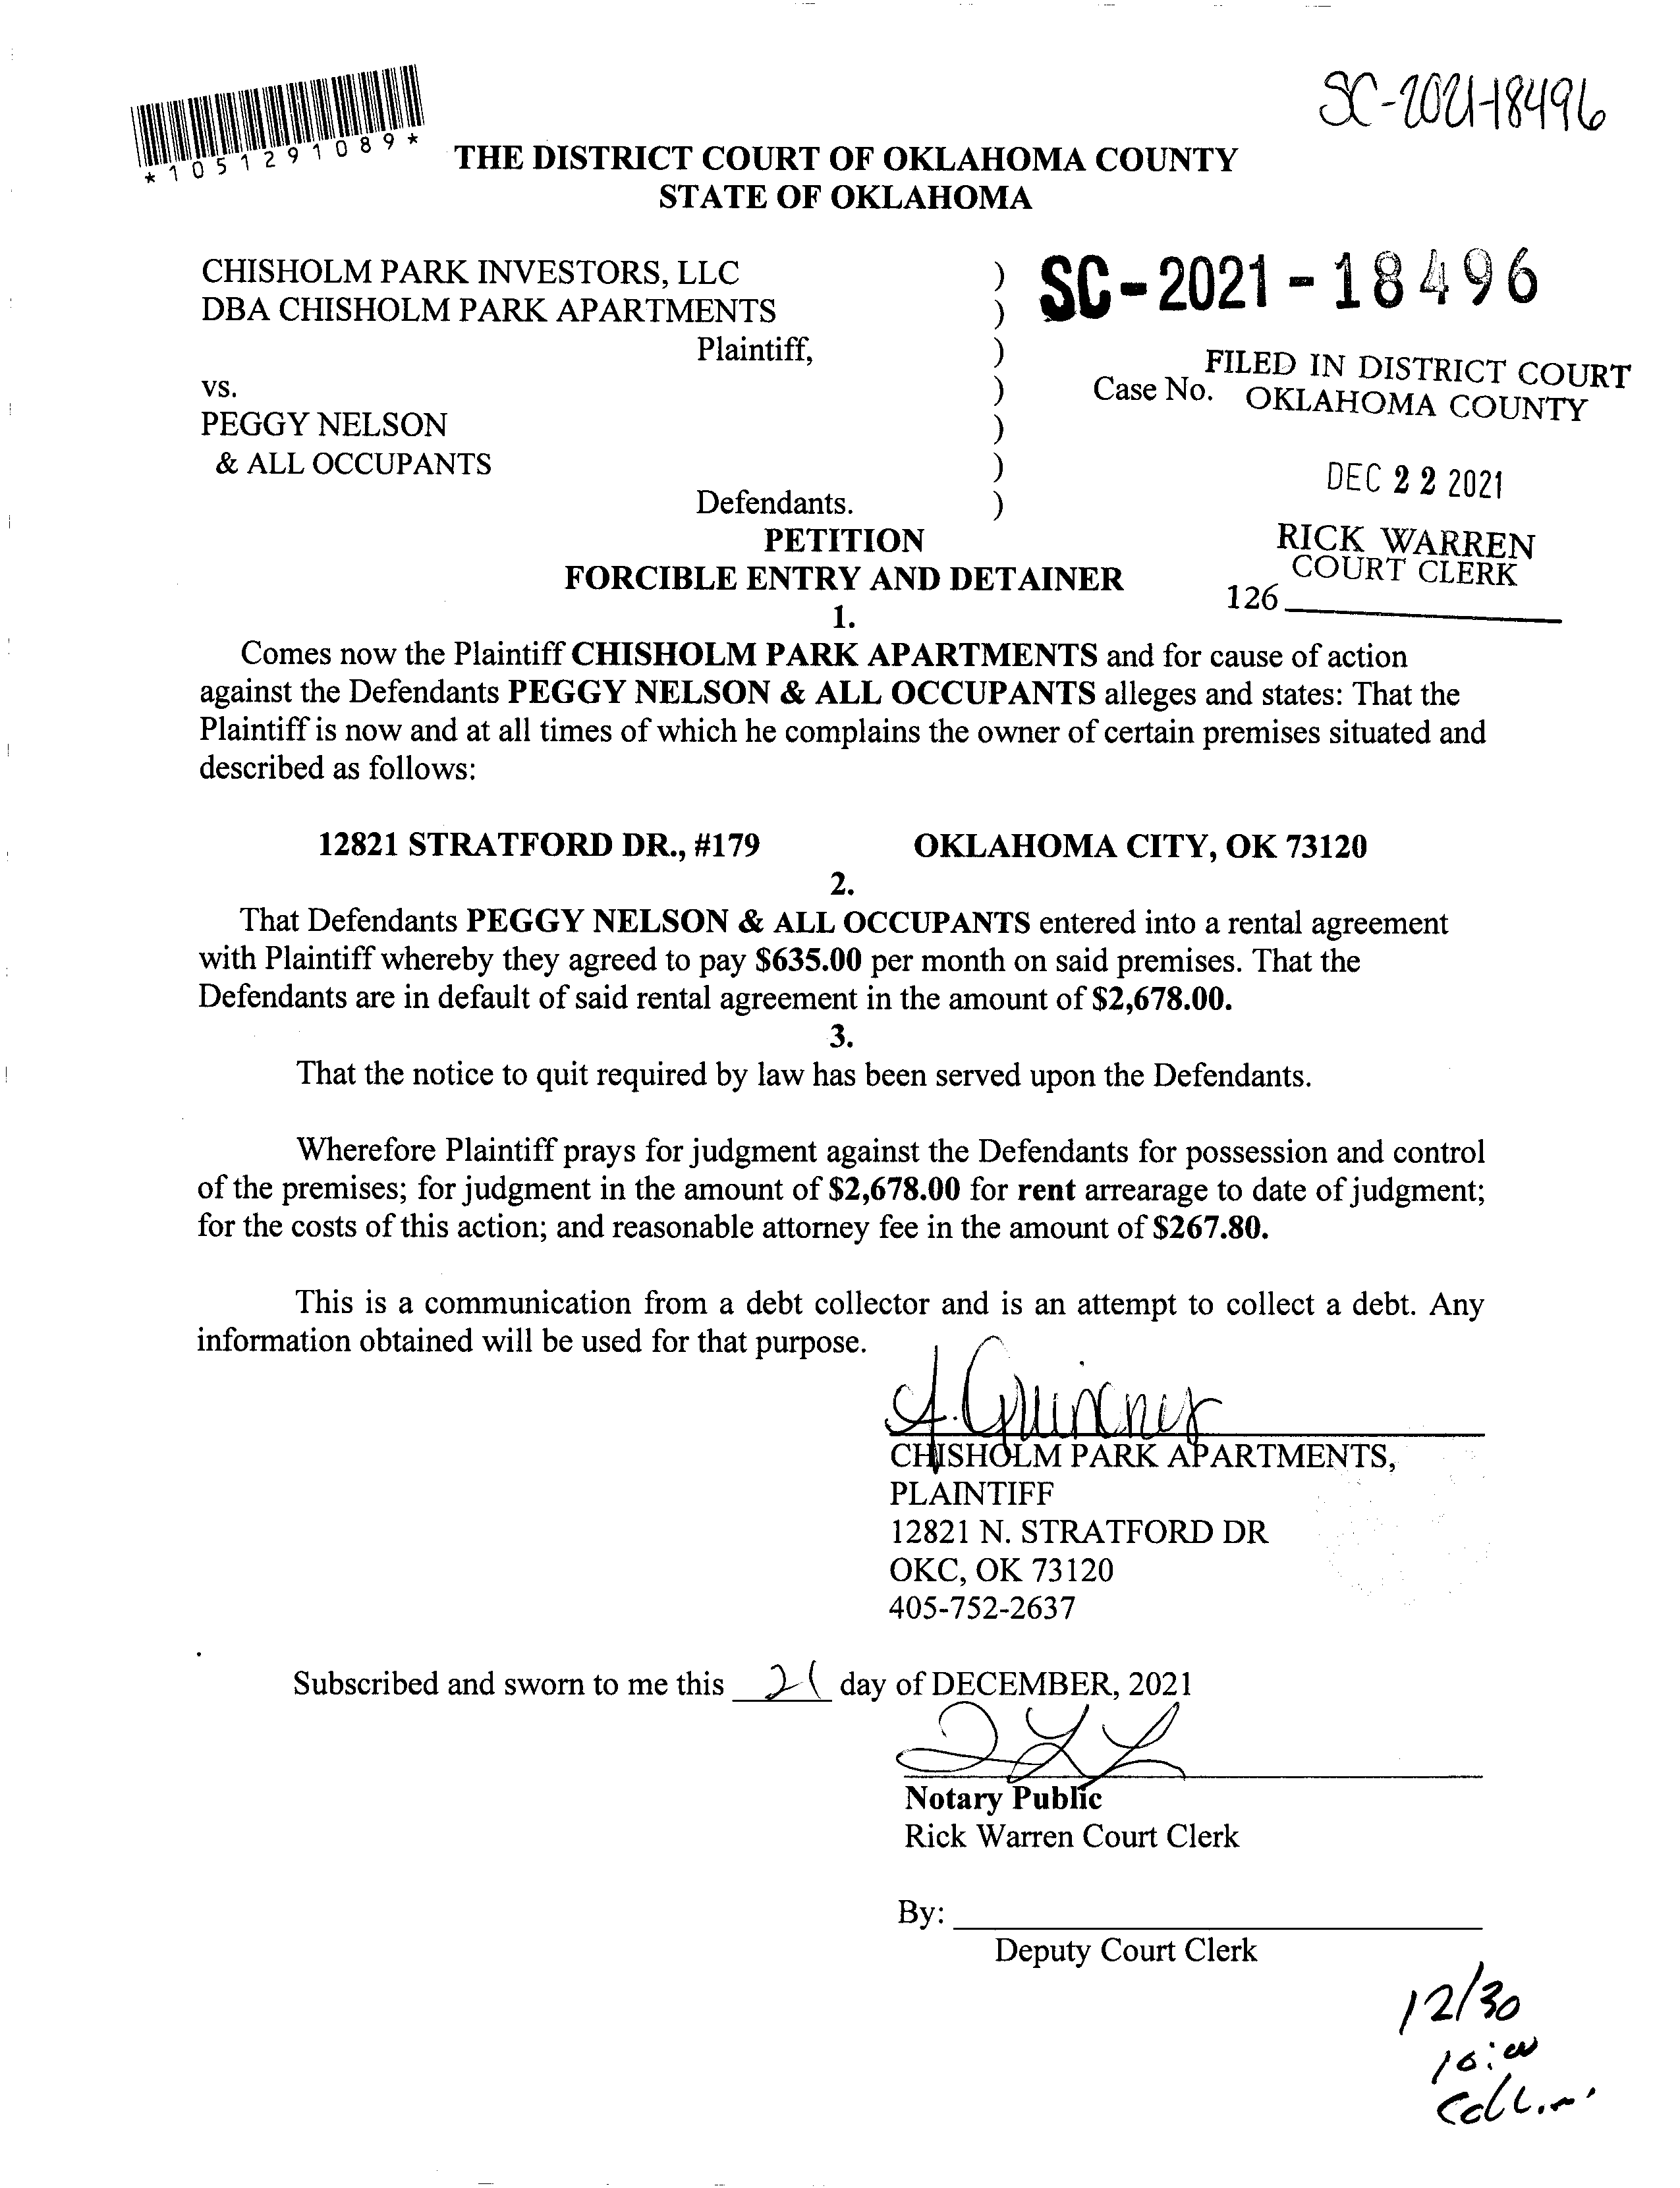 SC-2021-18496
*1051291089*
THE DISTRICT COURT OF OKLAHOMA COUNTY
STATE OF OKLAHOMA
CHISHOLM PARK INVESTORS, LLC )
DBA CHISHOLM PARK APARTMENTS )
Plaintiff, )
vs. )
PEGGY NELSON )
& ALL OCCUPANTS )
Defendants. )
SC-2021-18496
FILED IN DISTRICT COURT
Case No. OKLAHOMA COUNTY
DEC 22 2021
RICK WARREN
COURT CLERK
126
PETITION
FORCIBLE ENTRY AND DETAINER
1.
Comes now the Plaintiff CHISHOLM PARK APARTMENTS and for cause of action
against the Defendants PEGGY NELSON & ALL OCCUPANTS alleges and states: That the
Plaintiff is now and at all times of which he complains the owner of certain premises situated and
described as follows:
12821 STRATFORD DR., #179 OKLAHOMA CITY, OK 73120
2.
That Defendants PEGGY NELSON & ALL OCCUPANTS entered into a rental agreement
with Plaintiff whereby they agreed to pay $635.00 per month on said premises. That the
Defendants are in default of said rental agreement in the amount of $2,678.00.
3.
That the notice to quit required by law has been served upon the Defendants.
Wherefore Plaintiff prays for judgment against the Defendants for possession and control
of the premises; for judgment in the amount of $2,678.00 for rent arrearage to date of judgment;
for the costs of this action; and reasonable attorney fee in the amount of $267.80.
This is a communication from a debt collector and is an attempt to collect a debt. Any
information obtained will be used for that purpose.
CHISHOLM PARK APARTMENTS,
PLAINTIFF
12821 N. STRATFORD DR
OKC, OK 73120
405-752-2637
Subscribed and sworn to me this 21 day of DECEMBER, 2021
Notary Public
Rick Warren Court Clerk
By:
Deputy Court Clerk
12/30